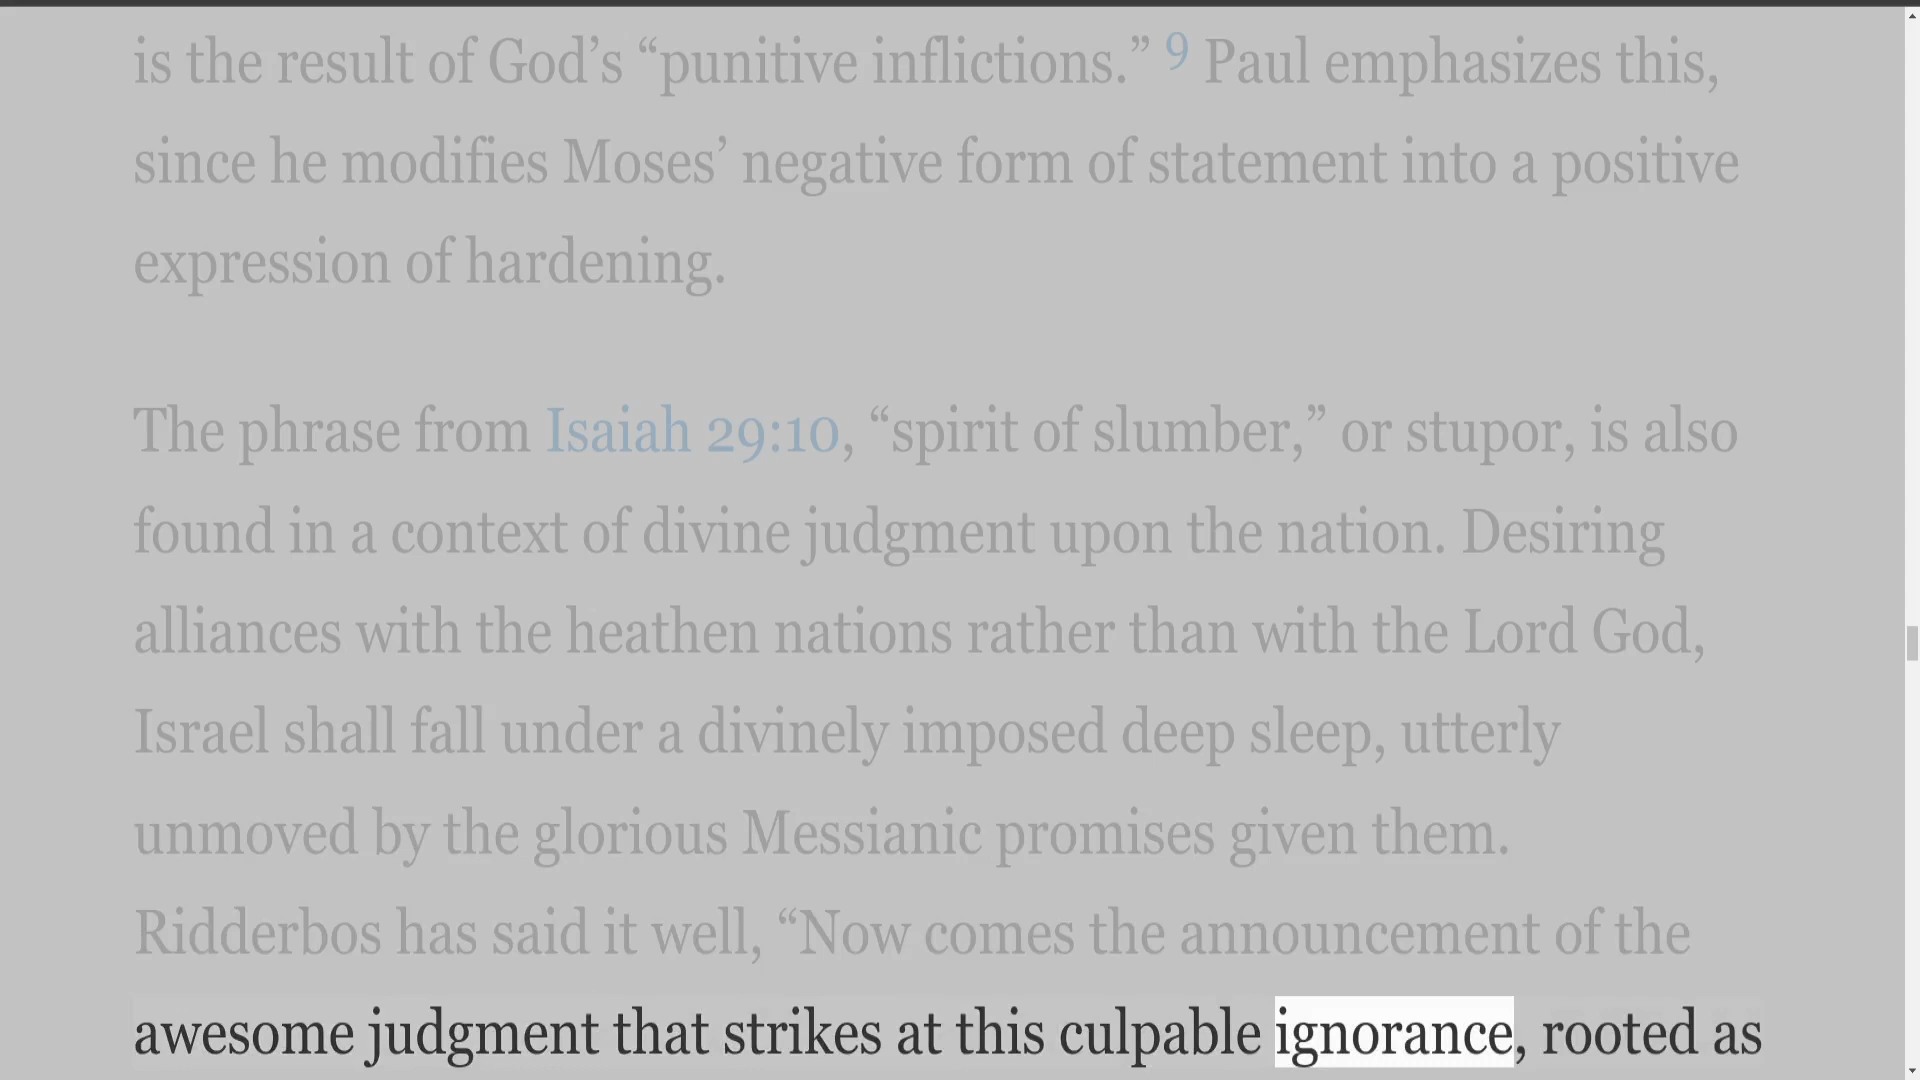 is the result of God’s “punitive inflictions.” 9 Paul emphasizes this,
since he modifies Moses’ negative form of statement into a positive
expression of hardening.
The phrase from Isaiah 29:10, “spirit of slumber,” or stupor, is also
found in a context of divine judgment upon the nation. Desiring
alliances with the heathen nations rather than with the Lord God,
Israel shall fall under a divinely imposed deep sleep, utterly
unmoved by the glorious Messianic promises given them.
Ridderbos has said it well, “Now comes the announcement of the
awesome judgment that strikes at this culpable ignorance, rooted as